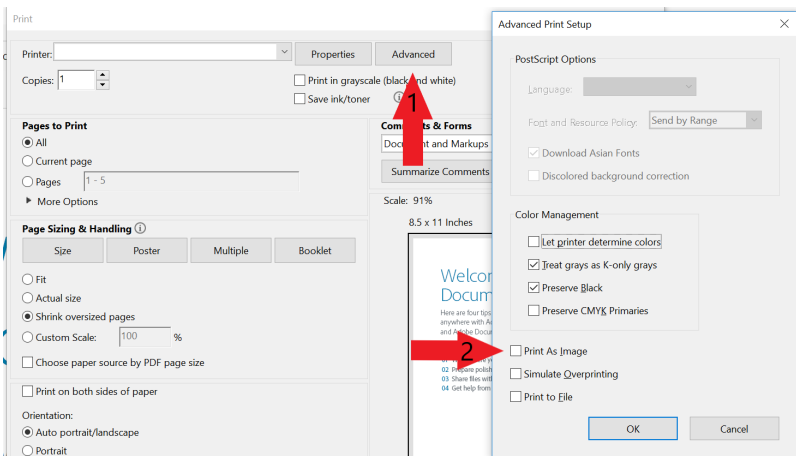 Print
Printer:
Properties
Advanced
Copies:
1
Print in grayscale (black and white)
Save ink/toner
1
Pages to Print
All
Current page
Pages
1 - 5
More Options
Comments & Forms
Document and Markups
Summarize Comments
Scale: 91%
8.5 x 11 Inches
Page Sizing & Handling
Size
Poster
Multiple
Booklet
Fit
Actual size
Shrink oversized pages
Custom Scale:
100
%
Choose paper source by PDF page size
Print on both sides of paper
Orientation:
Auto portrait/landscape
Portrait
Welcor
Docum
Here are four tips
anywhere with Ac
and Adobe Docu
01
02 Prepare polish
03 Share files with
04 Get help from
2
Advanced Print Setup
PostScript Options
Language:
Font and Resource Policy:
Send by Range
Download Asian Fonts
Discolored background correction
Color Management
Let printer determine colors
Treat grays as K-only grays
Preserve Black
Preserve CMYK Primaries
Print As Image
Simulate Overprinting
Print to File
OK
Cancel